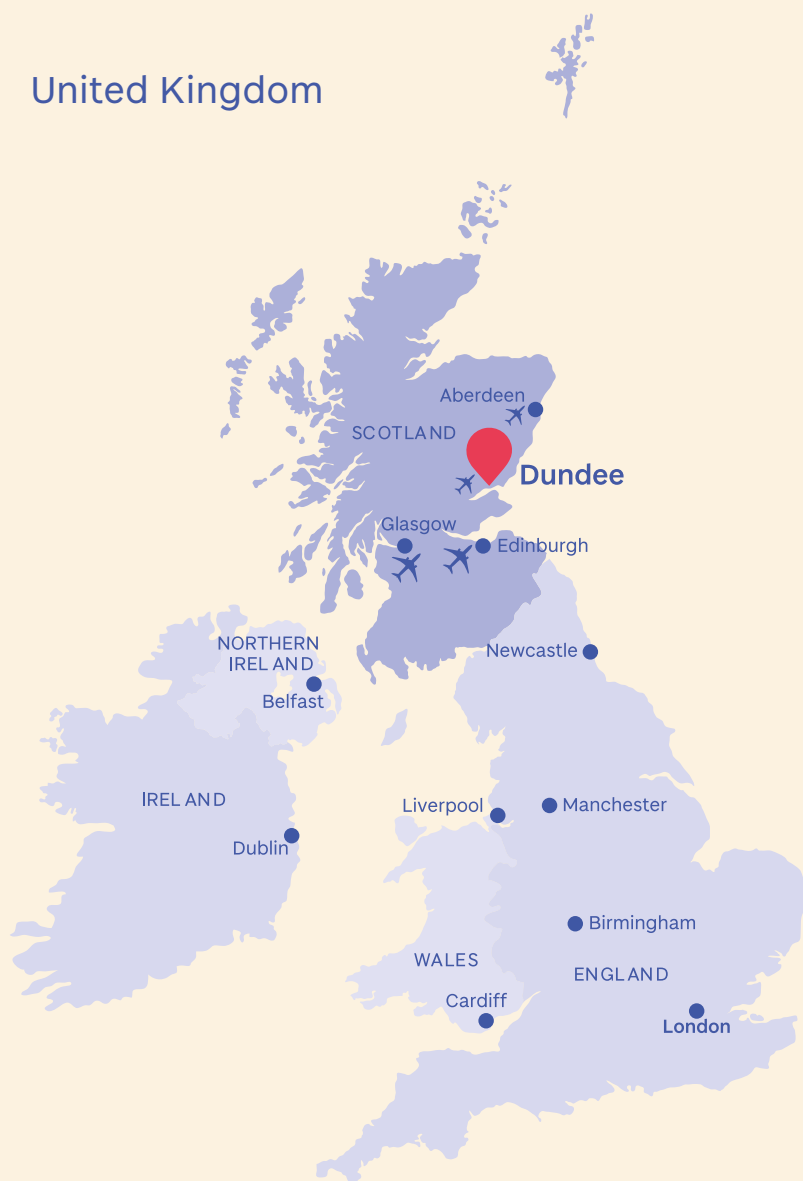 United Kingdom
Aberdeen
SCOTLAND
Dundee
Glasgow
Edinburgh
NORTHERN
IRELAND
Newcastle
Belfast
IRELAND
Liverpool
Manchester
Dublin
Birmingham
WALES
ENGLAND
Cardiff
London